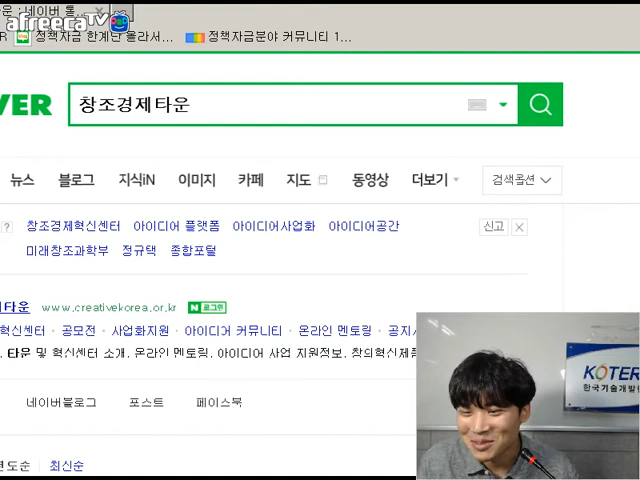 운 : 네이버 통...
afreecaTV
R 정책자금 한계난 몰라서... 정책자금분야 커뮤니티 1...
VER 창조경제타운
뉴스 블로그 지식iN 이미지 카페 지도 동영상 더보기 검색옵션
? 창조경제혁신센터 아이디어 플랫폼 아이디어사업화 아이디어공간 신고
미래창조과학부 정규택 종합포털
타운 www.creativekorea.or.kr N 로그인
혁신센터 · 공모전 · 사업화지원 · 아이디어 커뮤니티 · 온라인 멘토링 · 공지사
, 타운 및 혁신센터 소개, 온라인 멘토링, 아이디어 사업 지원정보, 창의혁신제품
네이버블로그 포스트 페이스북
련도순 최신순
KOTER
한국기술개발